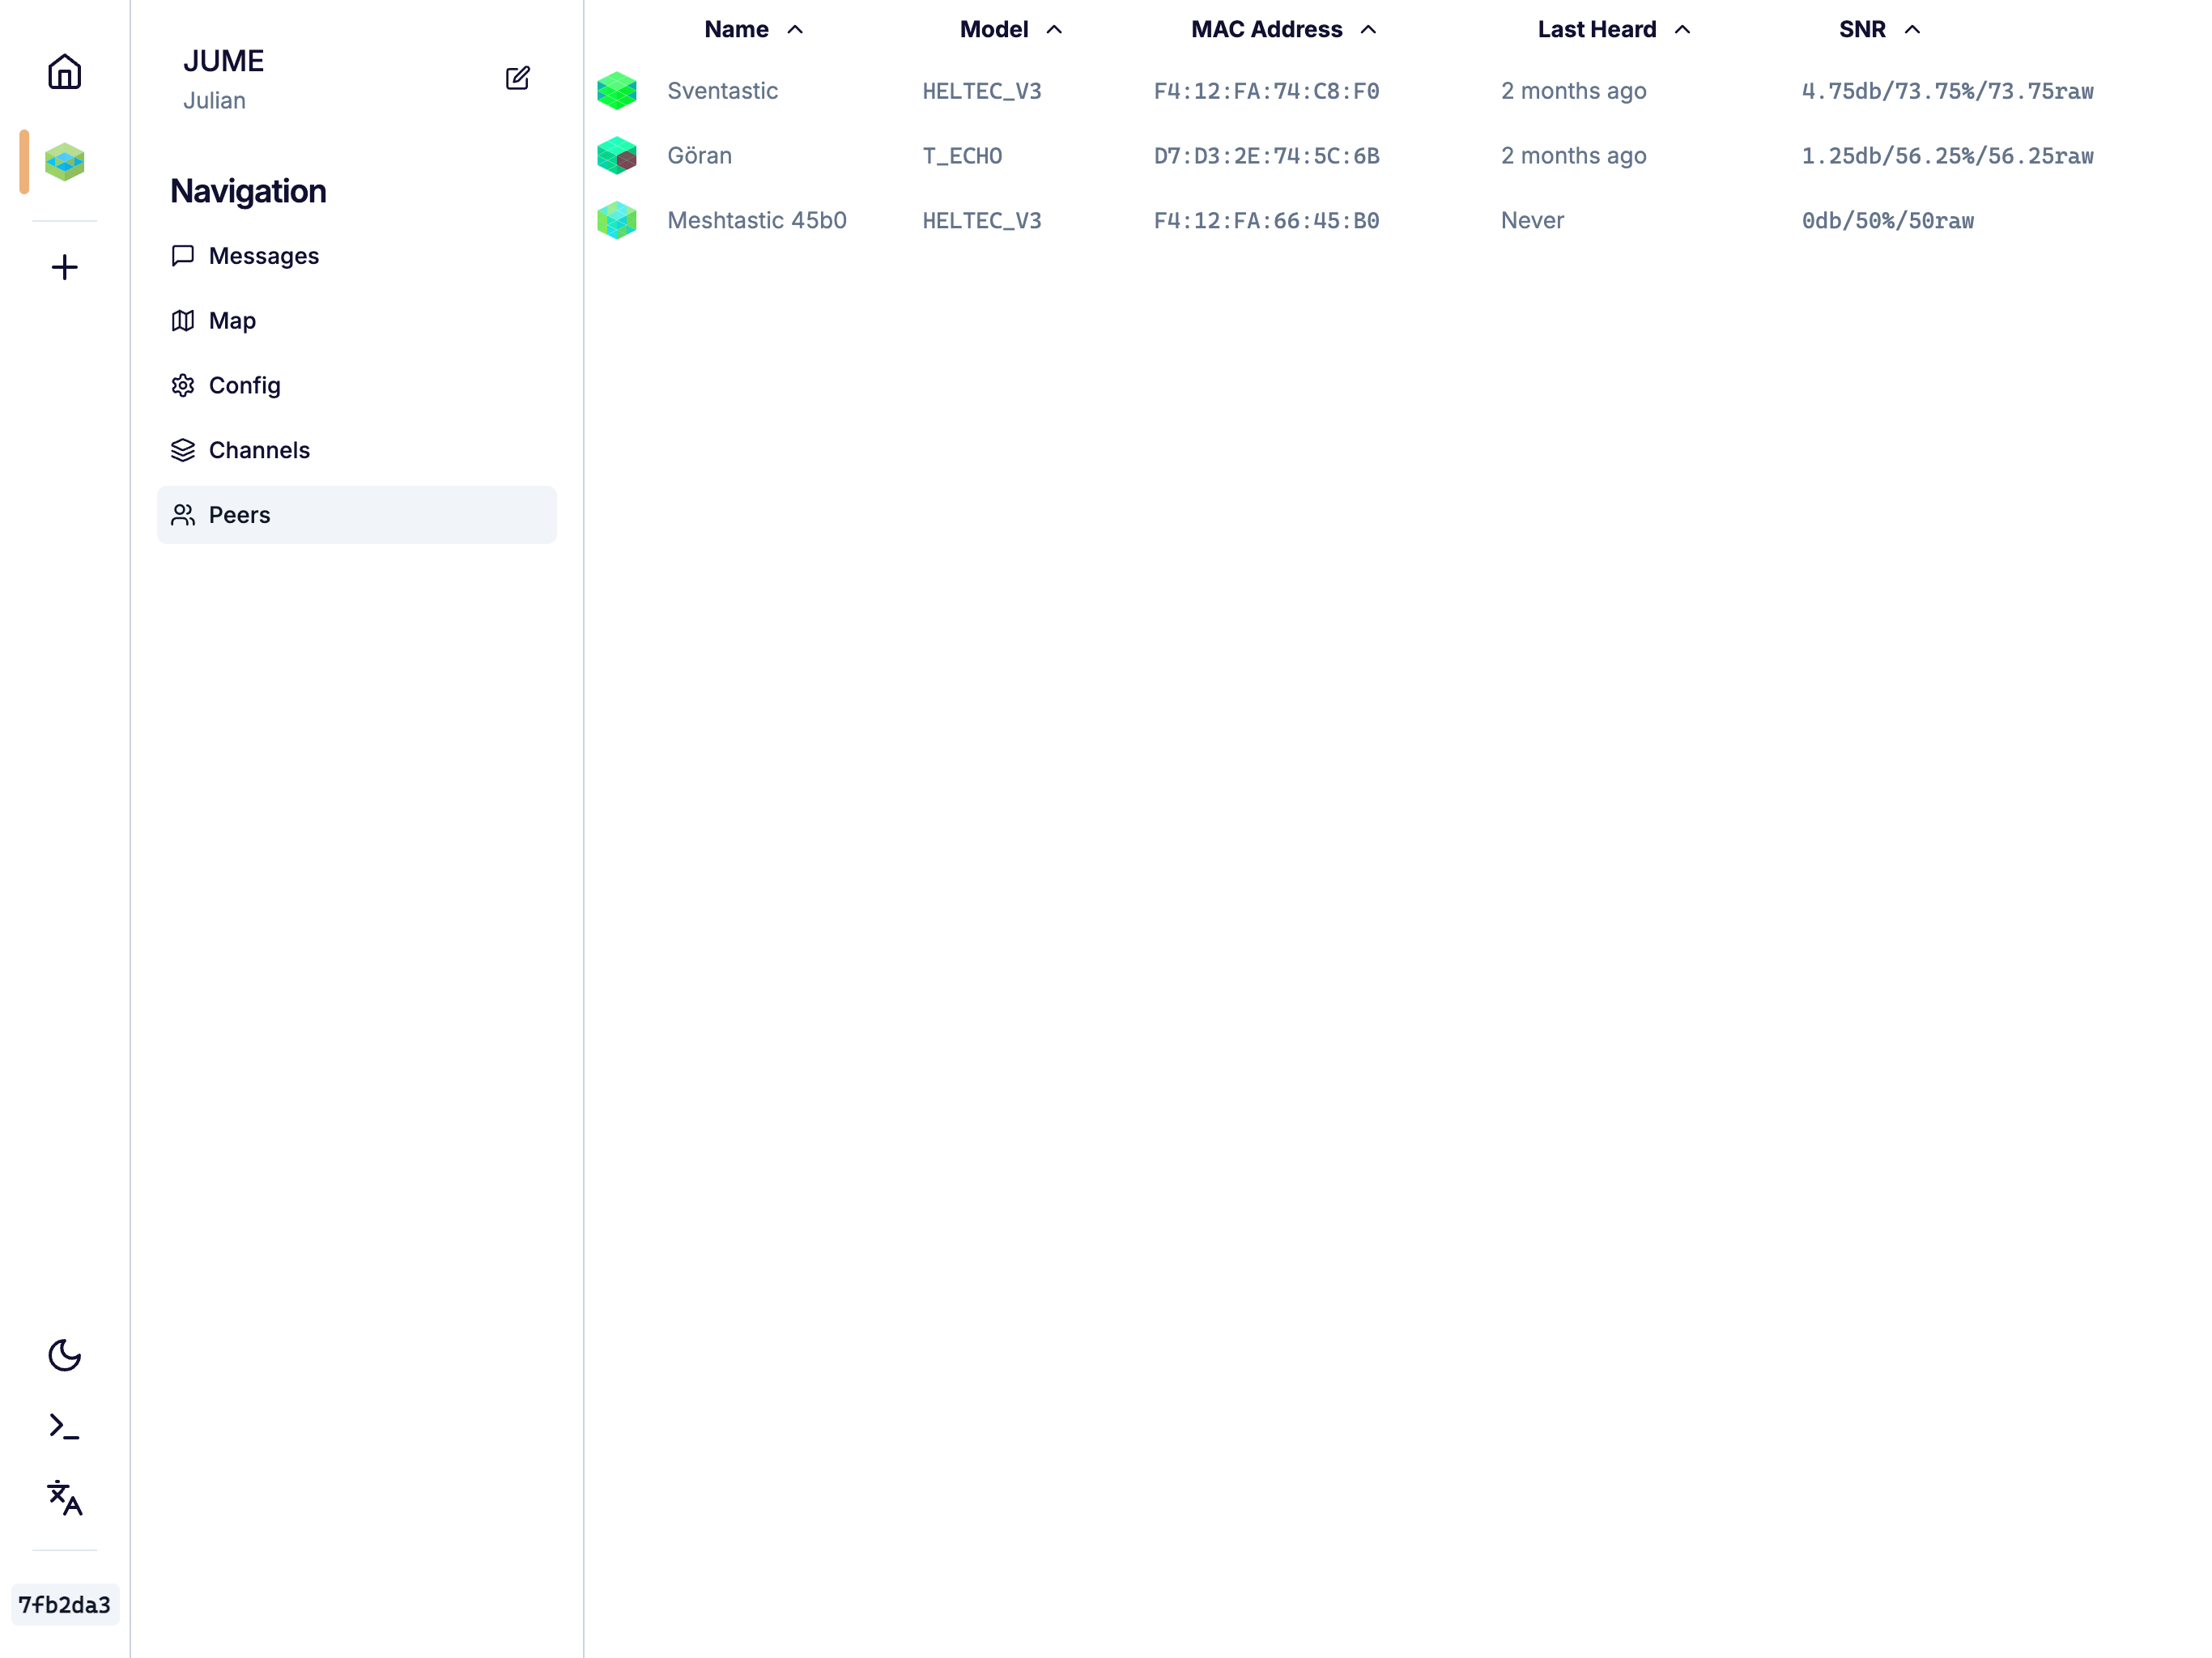 JUME
Julian
Navigation
Messages
Map
Config
Channels
Peers
7fb2da3
Name Model MAC Address Last Heard SNR
Sventastic HELTEC_V3 F4:12:FA:74:C8:F0 2 months ago 4.75db/73.75%/73.75raw
Göran T_ECHO D7:D3:2E:74:5C:6B 2 months ago 1.25db/56.25%/56.25raw
Meshtastic 45b0 HELTEC_V3 F4:12:FA:66:45:B0 Never 0db/50%/50raw